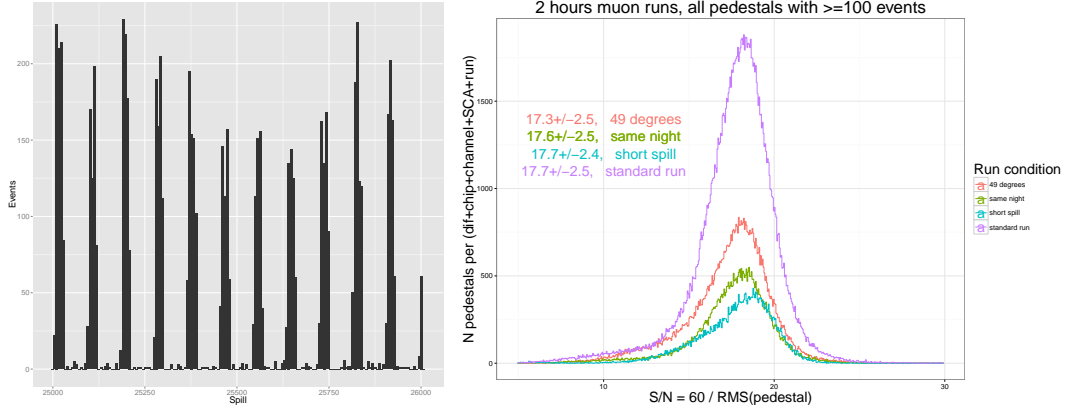 Events
200
150
100
50
0
25000
25250
25500
25750
26000
Spill
2 hours muon runs, all pedestals with >=100 events
N pedestals per (dif+chip+channel+SCA+run)
1500
1000
500
0
17.3+/−2.5, 49 degrees
17.6+/−2.5, same night
17.7+/−2.4, short spill
17.7+/−2.5, standard run
10
20
30
S/N = 60 / RMS(pedestal)
Run condition
49 degrees
same night
short spill
standard run